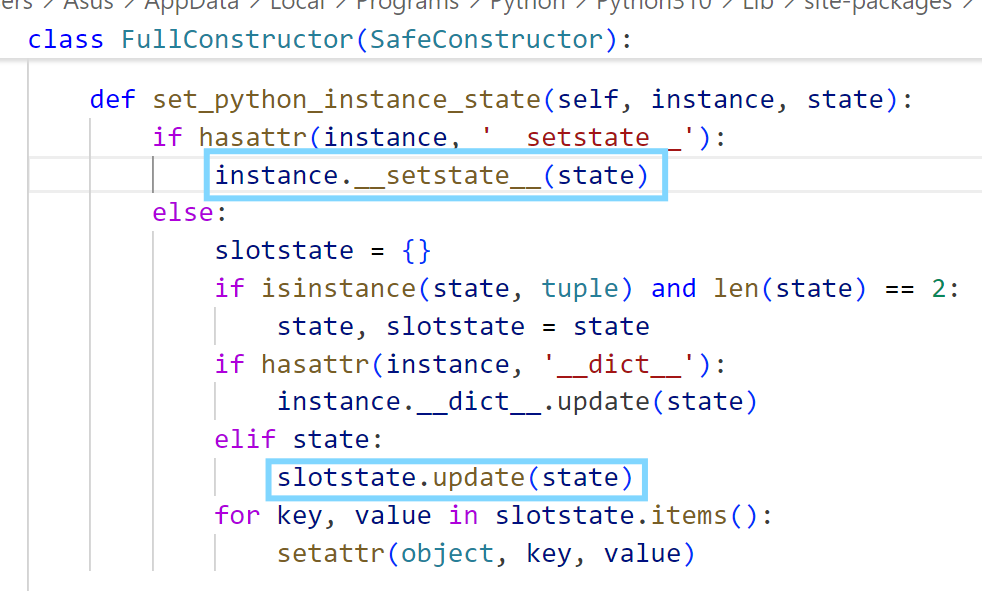 ers > Asus > AppData > Local > Programs > Python > Python310 > Lib > site-packages >
class FullConstructor(SafeConstructor):
def set_python_instance_state(self, instance, state):
if hasattr(instance, '__setstate__'):
instance.__setstate__(state)
else:
slotstate = {}
if isinstance(state, tuple) and len(state) == 2:
state, slotstate = state
if hasattr(instance, '__dict__'):
instance.__dict__.update(state)
elif state:
slotstate.update(state)
for key, value in slotstate.items():
setattr(object, key, value)